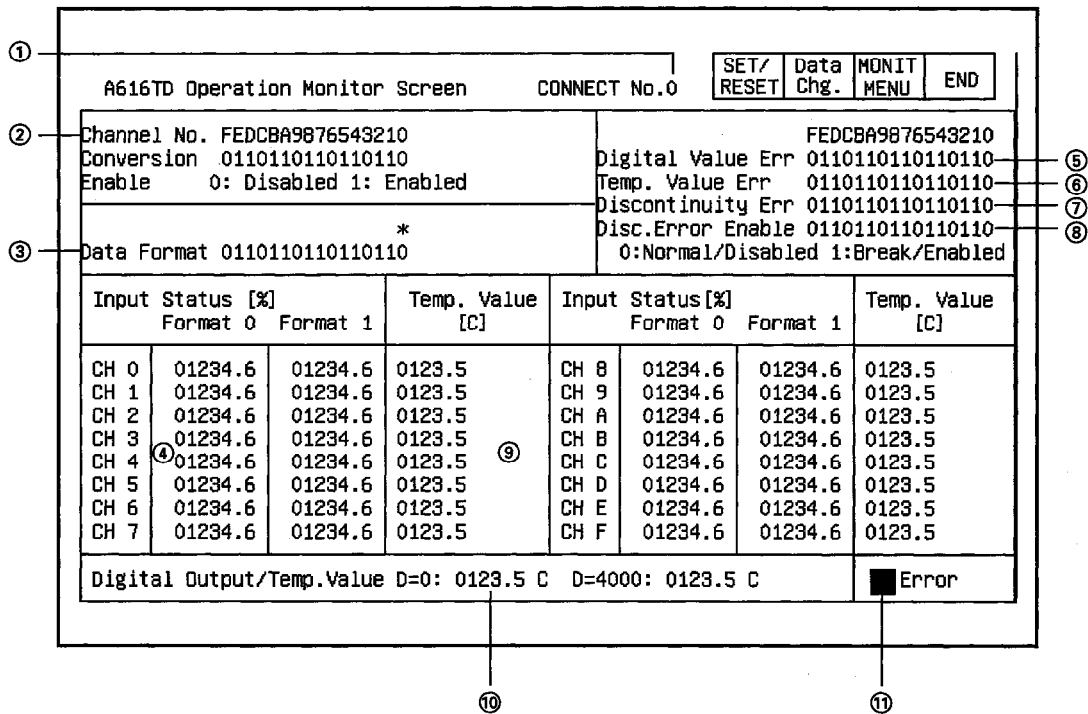 ①
A616TD Operation Monitor Screen CONNECT No.0 SET/RESET Data Chg. MONIT MENU END
② Channel No. FEDCBA9876543210
Conversion 0110110110110110
Enable 0: Disabled 1: Enabled
*
③ Data Format 0110110110110110
FEDCBA9876543210
Digital Value Err 0110110110110110 ⑤
Temp. Value Err 0110110110110110 ⑥
Discontinuity Err 0110110110110110 ⑦
Disc.Error Enable 0110110110110110 ⑧
0:Normal/Disabled 1:Break/Enabled
Input Status [%] Temp. Value Input Status[%] Temp. Value
Format 0 Format 1 [C] Format 0 Format 1 [C]
CH 0 01234.6 01234.6 0123.5 CH 8 01234.6 01234.6 0123.5
CH 1 01234.6 01234.6 0123.5 CH 9 01234.6 01234.6 0123.5
CH 2 01234.6 01234.6 0123.5 CH A 01234.6 01234.6 0123.5
CH 3 01234.6 01234.6 0123.5 CH B 01234.6 01234.6 0123.5
CH 4 ④ 01234.6 01234.6 0123.5 ⑨ CH C 01234.6 01234.6 0123.5
CH 5 01234.6 01234.6 0123.5 CH D 01234.6 01234.6 0123.5
CH 6 01234.6 01234.6 0123.5 CH E 01234.6 01234.6 0123.5
CH 7 01234.6 01234.6 0123.5 CH F 01234.6 01234.6 0123.5
Digital Output/Temp.Value D=0: 0123.5 C D=4000: 0123.5 C Error
⑩ ⑪